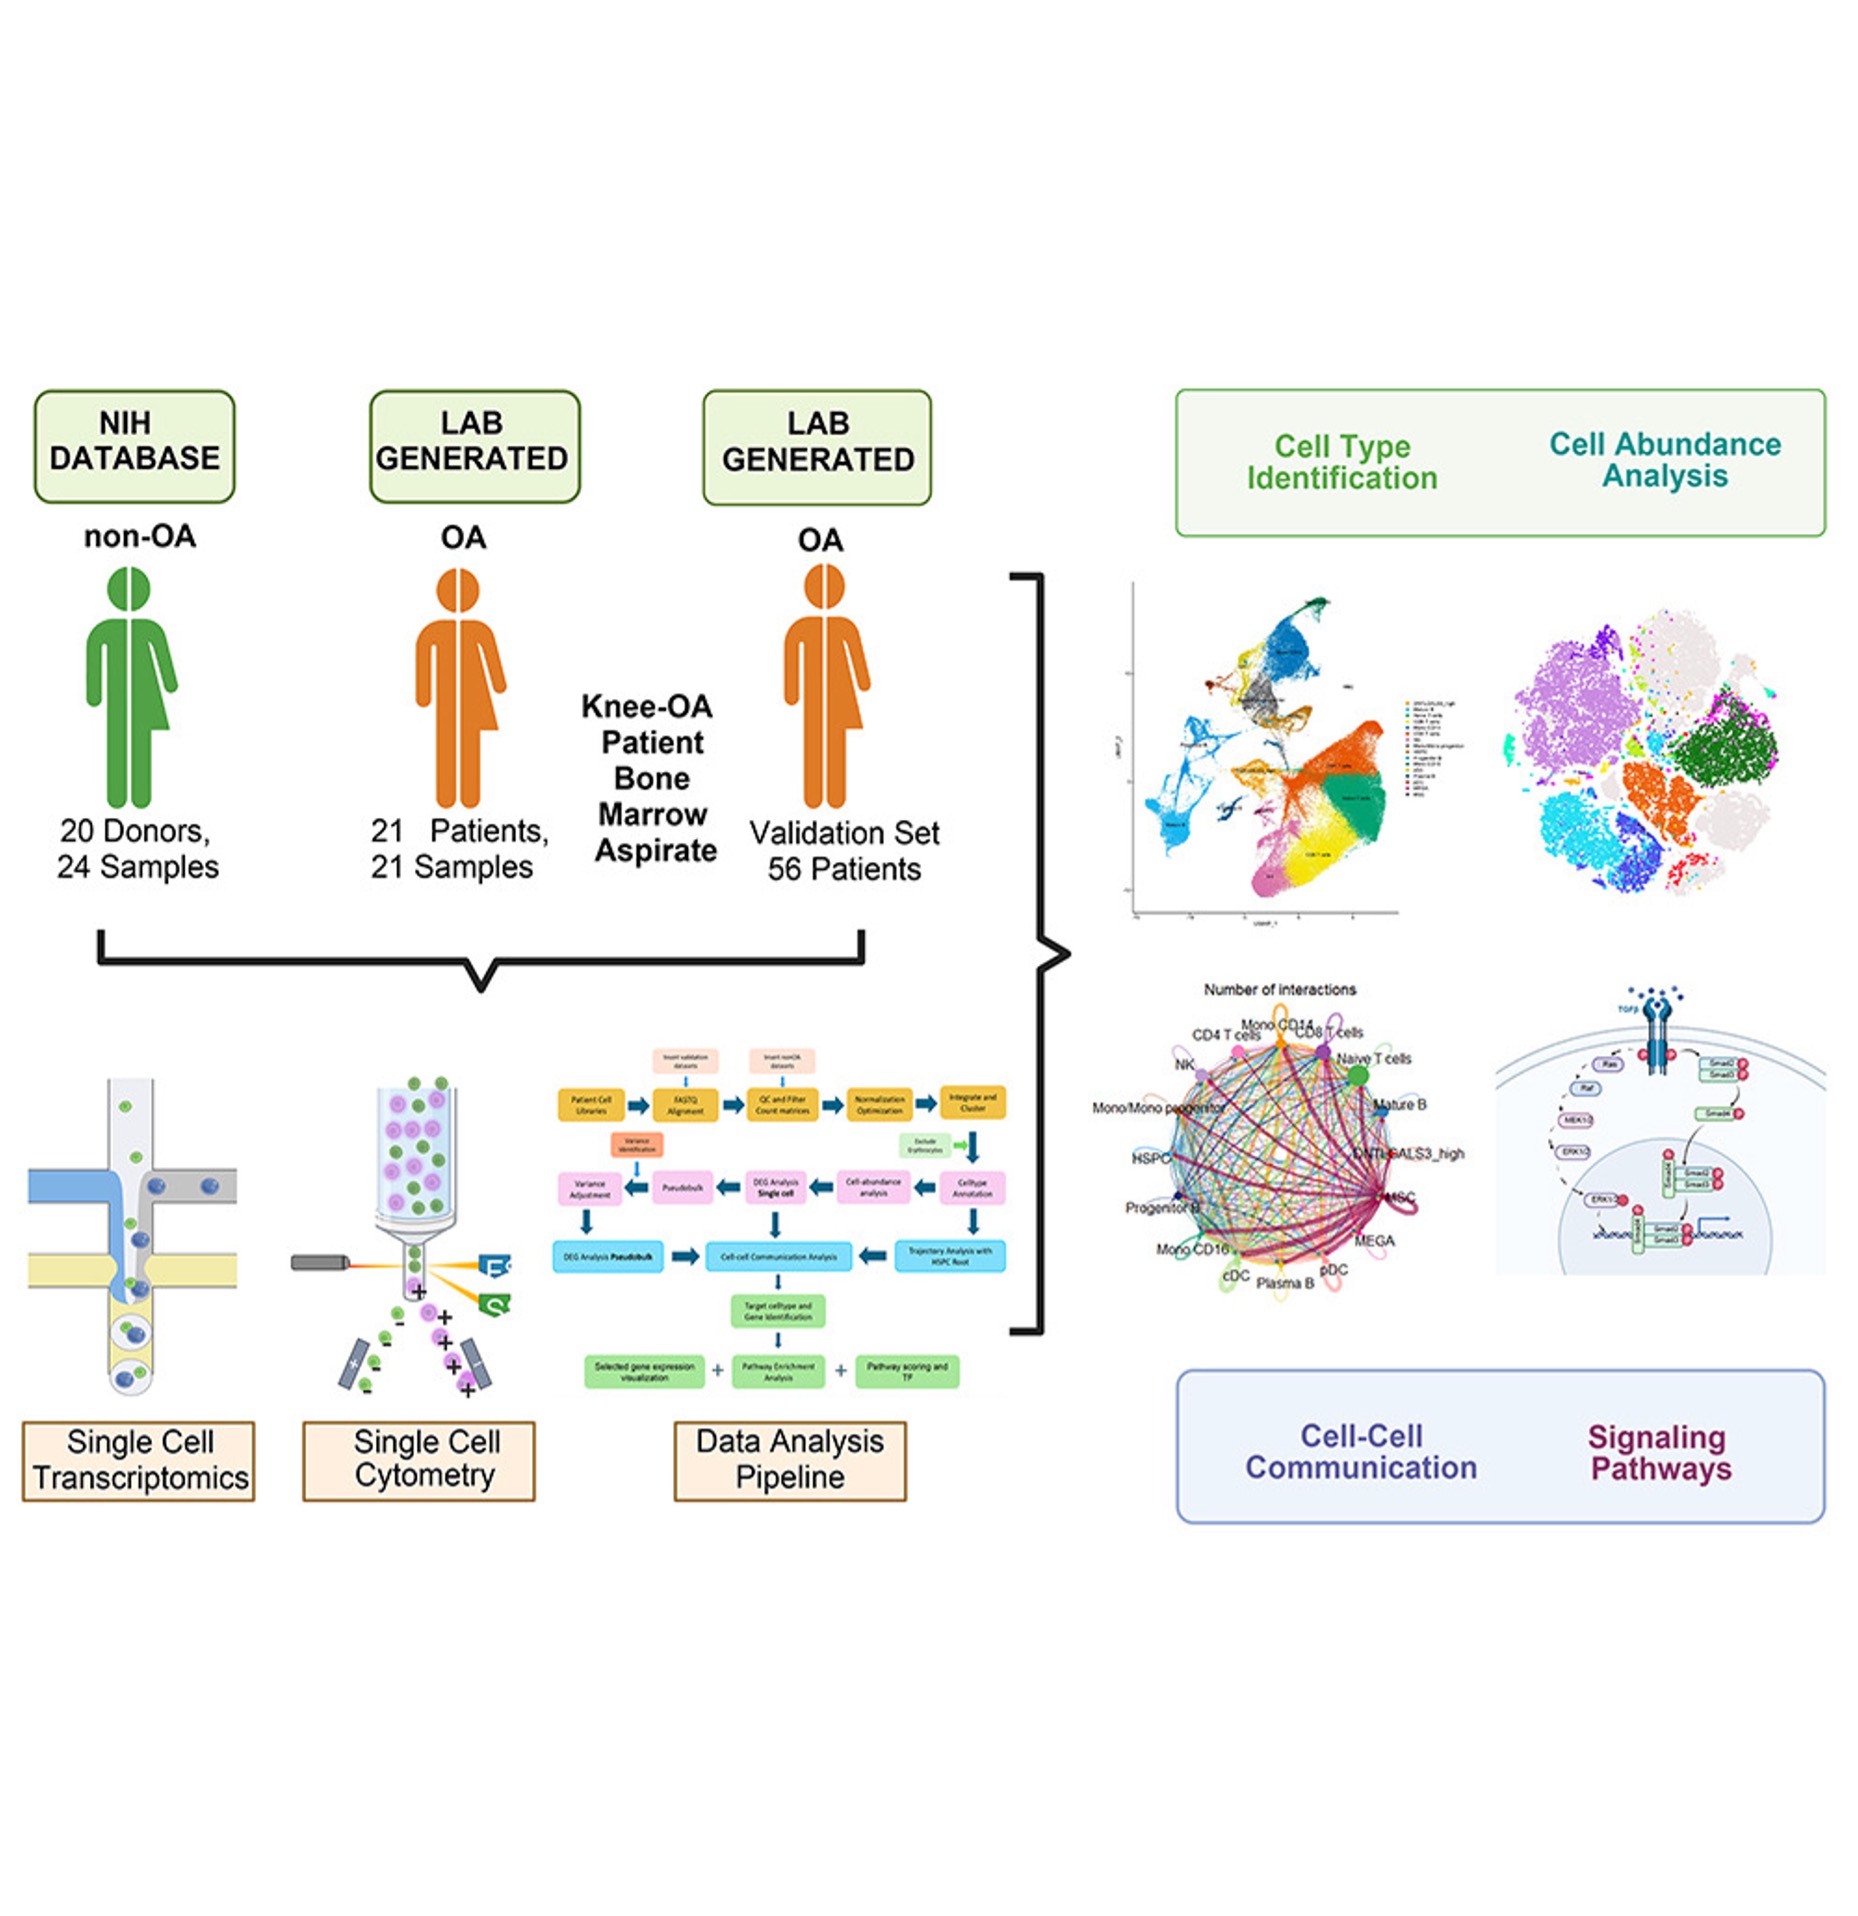 NIH
DATABASE
LAB
GENERATED
LAB
GENERATED
non-OA
OA
OA
20 Donors,
24 Samples
21 Patients,
21 Samples
Knee-OA
Patient
Bone
Marrow
Aspirate
Validation Set
56 Patients
Insert validation
datasets
Insert nonOA
datasets
Patient Cell
Libraries
FASTQ
Alignment
QC and Filter
Count matrices
Normalization
Optimization
Integrate and
Cluster
Variance
Identification
Exclude
Erythrocytes
Variance
Adjustment
Pseudobulk
DEG Analysis
Single cell
Cell-abundance
analysis
Celltype
Annotation
DEG Analysis Pseudobulk
Cell-cell Communication Analysis
Trajectory Analysis with
HSPC Root
Target celltype and
Gene Identification
Selected gene expression
visualization
+
Pathway Enrichment
Analysis
+
Pathway scoring and
TF
Single Cell
Transcriptomics
Single Cell
Cytometry
Data Analysis
Pipeline
Cell Type
Identification
Cell Abundance
Analysis
UMAP_1
Number of interactions
Mono CD14
CD4 T cells
CD8 T cells
Naive T cells
NK
Mature B
Mono/Mono progenitor
HSPC
MSC
Progenitor B
Mono CD16
MEGA
cDC
pDC
Plasma B
TGFβ
Ras
Raf
MEK1/2
ERK1/2
ERK1/2
Smad2
Smad3
Smad4
Smad4
Smad2
Smad3
Smad4
Smad2
Smad3
Cell-Cell
Communication
Signaling
Pathways